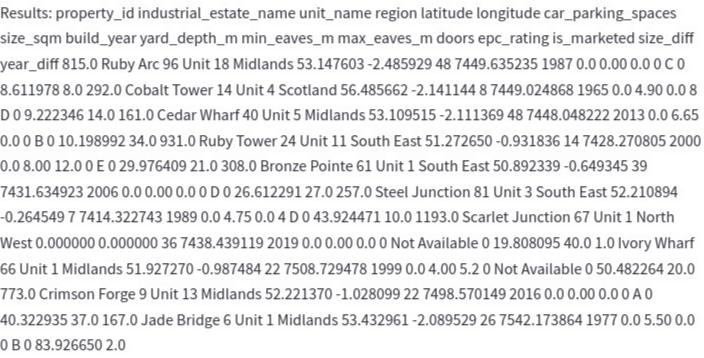 Results: property_id industrial_estate_name unit_name region latitude longitude car_parking_spaces
size_sqm build_year yard_depth_m min_eaves_m max_eaves_m doors epc_rating is_marketed size_diff
year_diff 815.0 Ruby Arc 96 Unit 18 Midlands 53.147603 -2.485929 48 7449.635235 1987 0.0 0.00 0.0 0 C 0
8.611978 8.0 292.0 Cobalt Tower 14 Unit 4 Scotland 56.485662 -2.141144 8 7449.024868 1965 0.0 4.90 0.0 8
D 0 9.222346 14.0 161.0 Cedar Wharf 40 Unit 5 Midlands 53.109515 -2.111369 48 7448.048222 2013 0.0 6.65
0.0 0 B 0 10.198992 34.0 931.0 Ruby Tower 24 Unit 11 South East 51.272650 -0.931836 14 7428.270805 2000
0.0 8.00 12.0 0 E 0 29.976409 21.0 308.0 Bronze Pointe 61 Unit 1 South East 50.892339 -0.649345 39
7431.634923 2006 0.0 0.00 0.0 0 D 0 26.612291 27.0 257.0 Steel Junction 81 Unit 3 South East 52.210894
-0.264549 7 7414.322743 1989 0.0 4.75 0.0 4 D 0 43.924471 10.0 1193.0 Scarlet Junction 67 Unit 1 North
West 0.000000 0.000000 36 7438.439119 2019 0.0 0.00 0.0 0 Not Available 0 19.808095 40.0 1.0 Ivory Wharf
66 Unit 1 Midlands 51.927270 -0.987484 22 7508.729478 1999 0.0 4.00 5.2 0 Not Available 0 50.482264 20.0
773.0 Crimson Forge 9 Unit 13 Midlands 52.221370 -1.028099 22 7498.570149 2016 0.0 0.00 0.0 0 A 0
40.322935 37.0 167.0 Jade Bridge 6 Unit 1 Midlands 53.432961 -2.089529 26 7542.173864 1977 0.0 5.50 0.0
0 B 0 83.926650 2.0